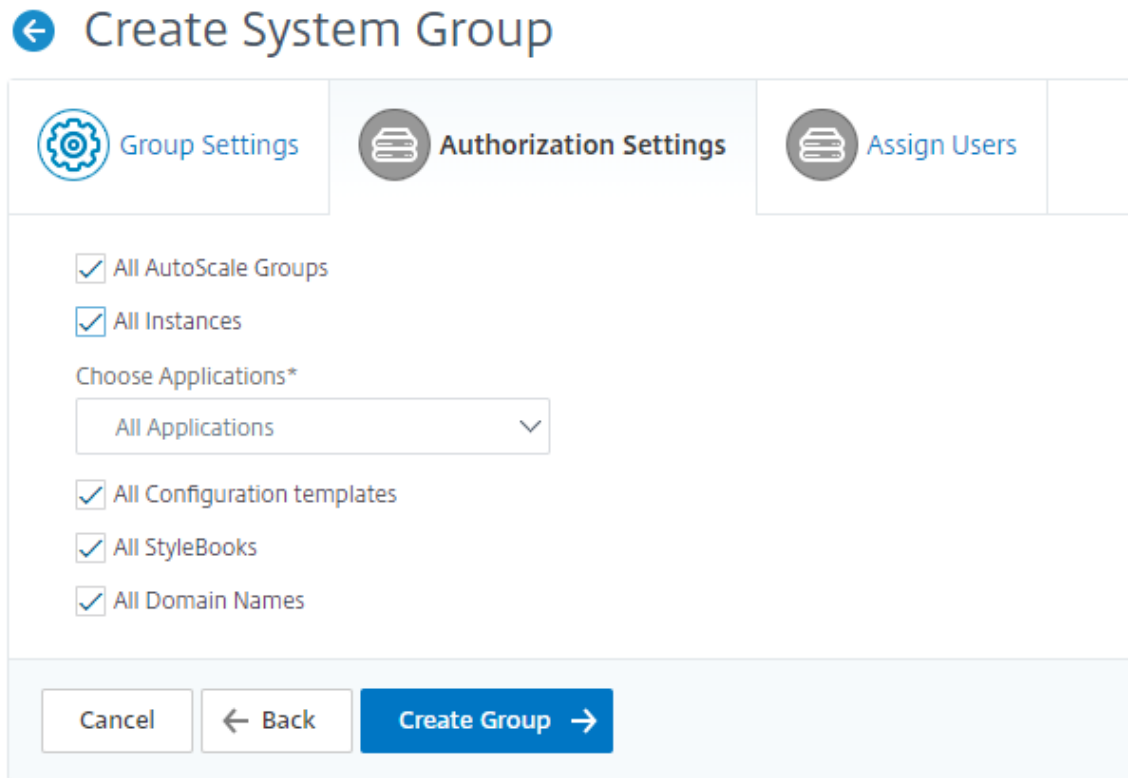 Create System Group
Group Settings
Authorization Settings
Assign Users
All AutoScale Groups
All Instances
Choose Applications*
All Applications
All Configuration templates
All StyleBooks
All Domain Names
Cancel
Back
Create Group